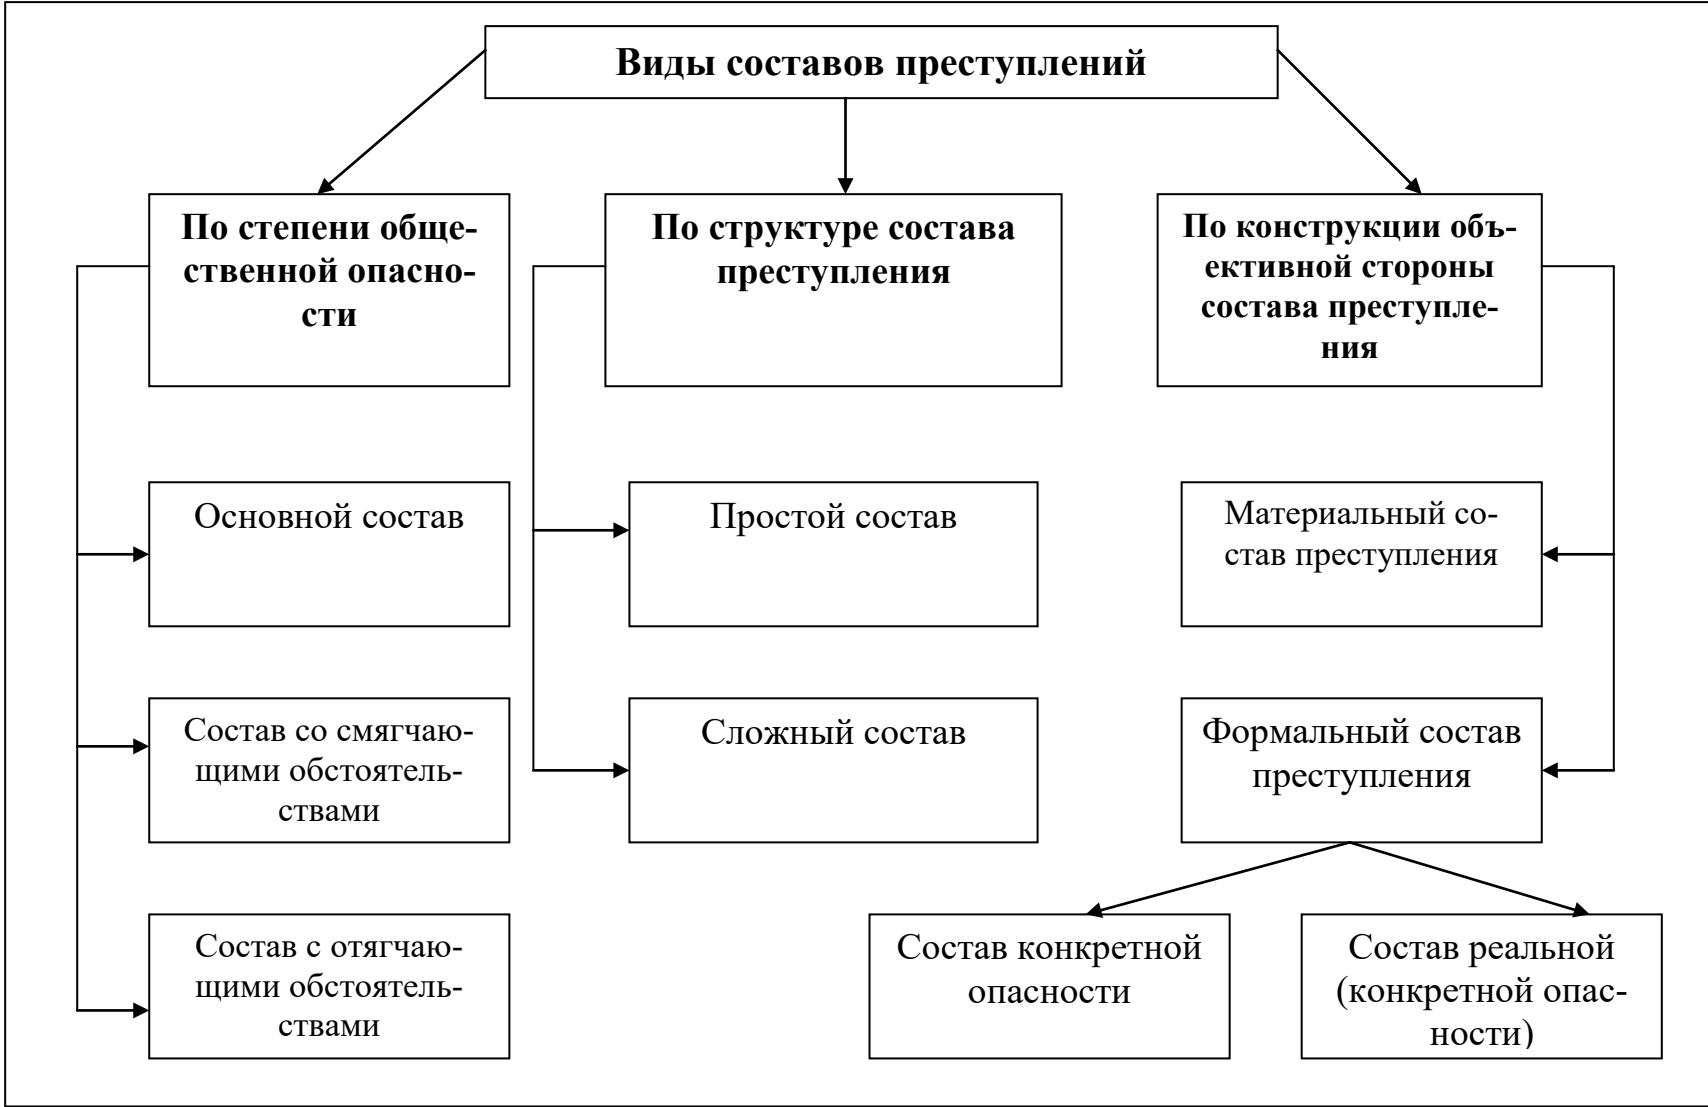 Виды составов преступлений
По степени обще-
ственной опасно-
сти
По структуре состава
преступления
По конструкции объ-
ективной стороны
состава преступле-
ния
Основной состав
Простой состав
Материальный со-
став преступления
Состав со смягчаю-
щими обстоятель-
ствами
Сложный состав
Формальный состав
преступления
Состав с отягчаю-
щими обстоятель-
ствами
Состав конкретной
опасности
Состав реальной
(конкретной опас-
ности)